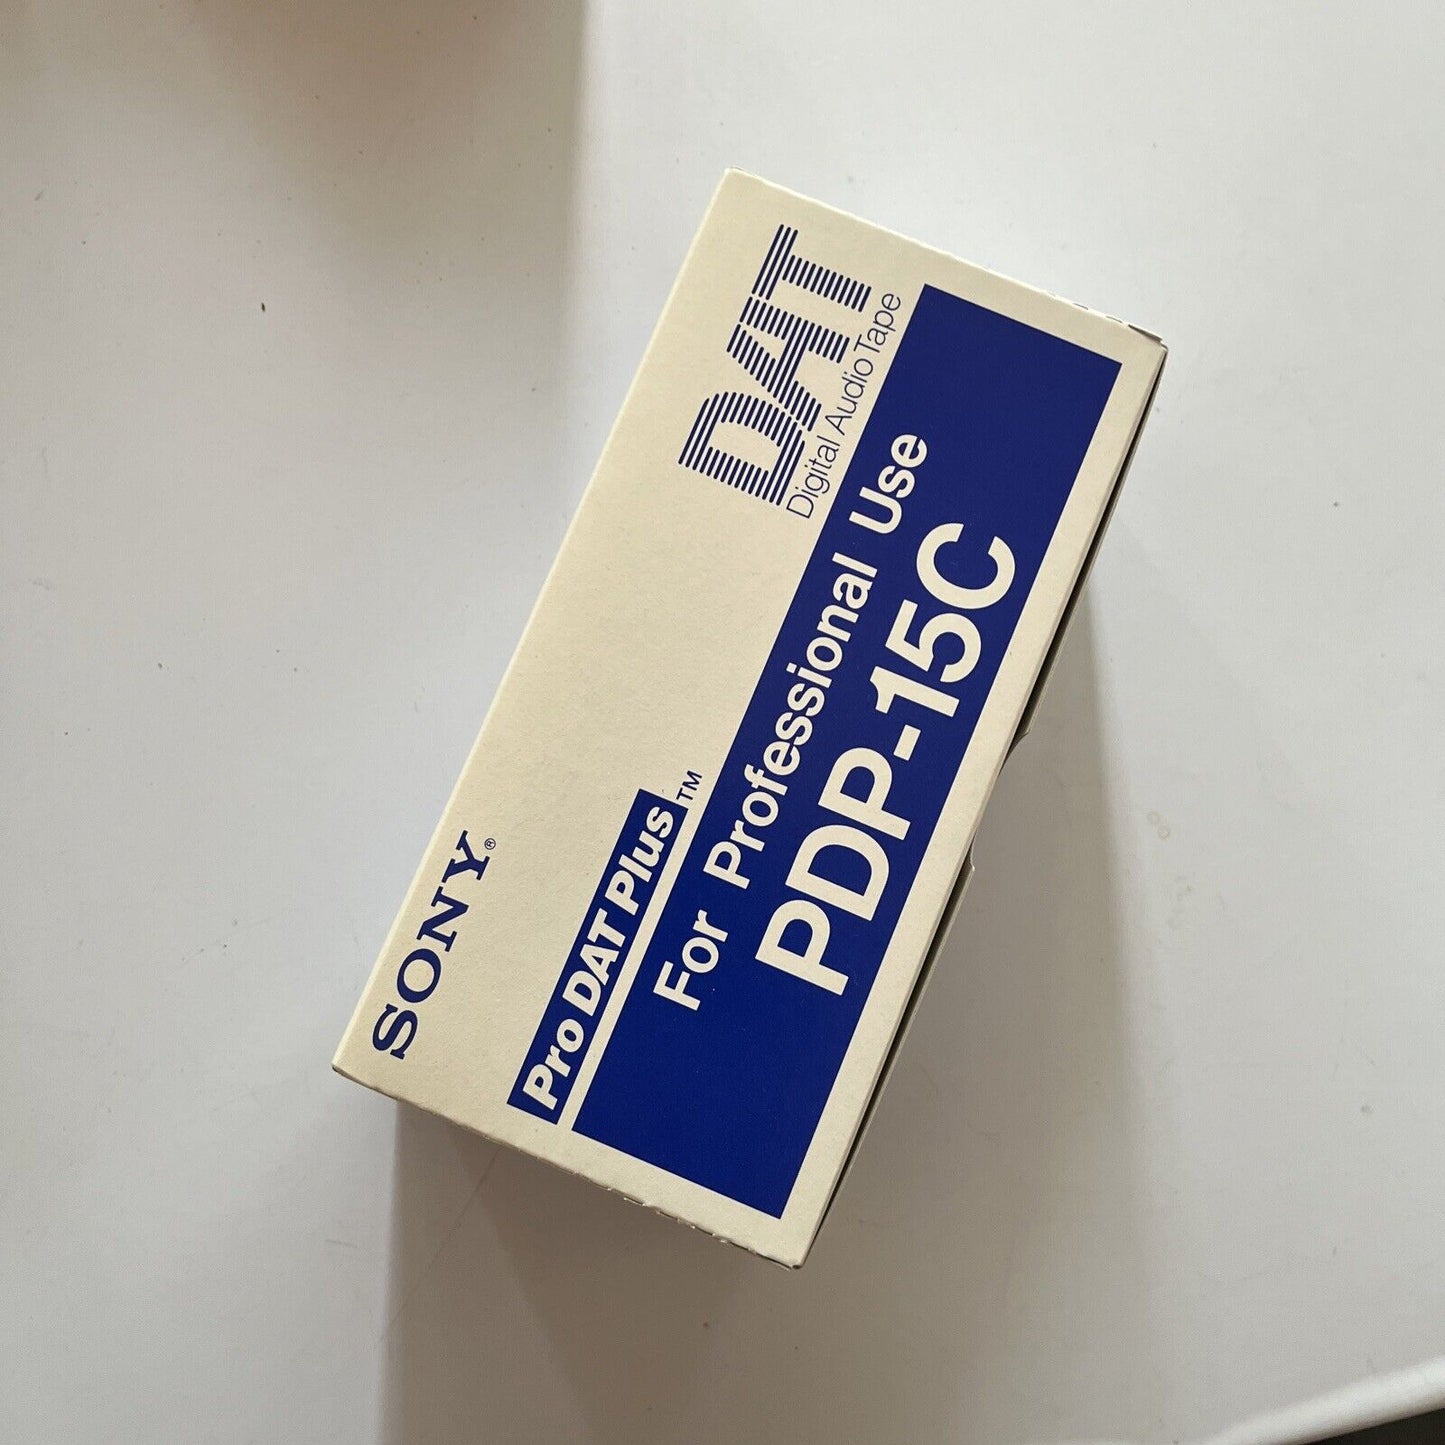 SONY®
DAT
Digital Audio Tape
Pro DAT Plus™
For Professional Use
PDP-15C